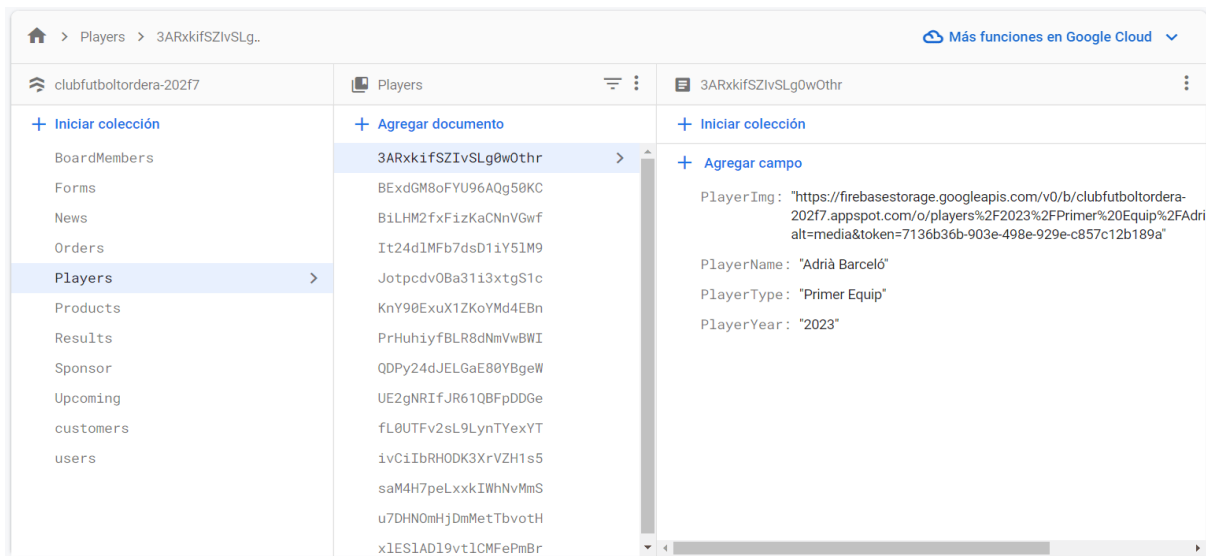 > Players > 3ARxkifSZIvSLg..
Más funciones en Google Cloud
clubfutboltordera-202f7
Players
3ARxkifSZIvSLg0wOthr
+ Iniciar colección
+ Agregar documento
+ Iniciar colección
BoardMembers
Forms
News
Orders
Players
Products
Results
Sponsor
Upcoming
customers
users
3ARxkifSZIvSLg0wOthr
BExdGM8oFYU96AQg50KC
BiLHM2fxFizKaCNnVGwf
It24dlMFb7dsD1iY5lM9
JotpcdvOBa31i3xtgS1c
KnY90ExuX1ZKoYMd4EBn
PrHuhiyfBLR8dNmVwBWI
QDPy24dJELGaE80YBgeW
UE2gNRIfJR61QBFpDDGe
fL0UTFv2sL9LynTYexYT
ivCiIbRHODK3XrVZH1s5
saM4H7peLxxkIWhNvMmS
u7DHNOmHjDmMetTbvotH
xlESlADl9vtlCMFePmBr
+ Agregar campo
PlayerImg: "https://firebasestorage.googleapis.com/v0/b/clubfutboltordera-
202f7.appspot.com/o/players%2F2023%2FPrimer%20Equip%2FAdri
alt=media&token=7136b36b-903e-498e-929e-c857c12b189a"
PlayerName: "Adrià Barceló"
PlayerType: "Primer Equip"
PlayerYear: "2023"